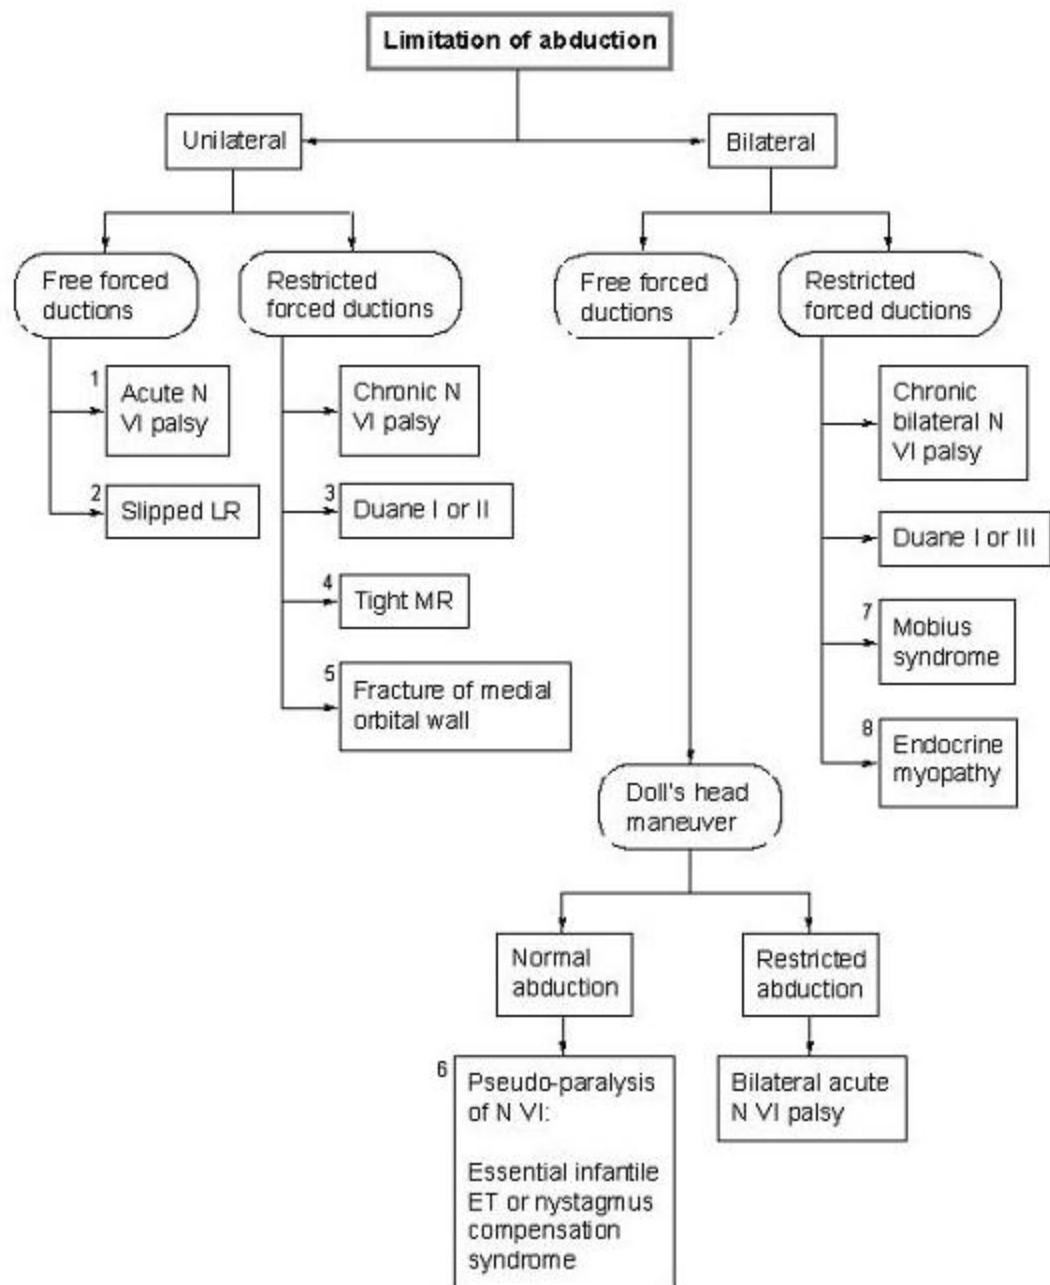 Limitation of abduction
Unilateral
Bilateral
Free forced
ductions
Restricted
forced ductions
Free forced
ductions
Restricted
forced ductions
1
Acute N
VI palsy
2
Slipped LR
Chronic N
VI palsy
3
Duane I or II
4
Tight MR
5
Fracture of medial
orbital wall
Chronic
bilateral N
VI palsy
Duane I or III
7
Mobius
syndrome
8
Endocrine
myopathy
Doll's head
maneuver
Normal
abduction
Restricted
abduction
6
Pseudo-paralysis
of N VI:
Essential infantile
ET or nystagmus
compensation
syndrome
Bilateral acute
N VI palsy